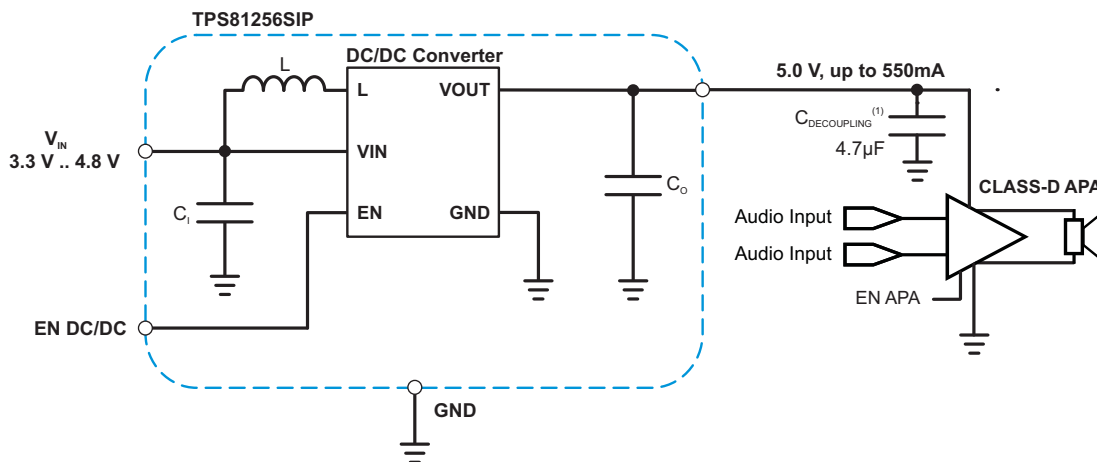 TPS81256SIP
DC/DC Converter
L
L
VOUT
5.0 V, up to 550mA
C_DECOUPLING (1)
4.7µF
V_IN
3.3 V .. 4.8 V
VIN
C_I
EN
GND
C_O
CLASS-D APA
Audio Input
Audio Input
EN APA
EN DC/DC
GND